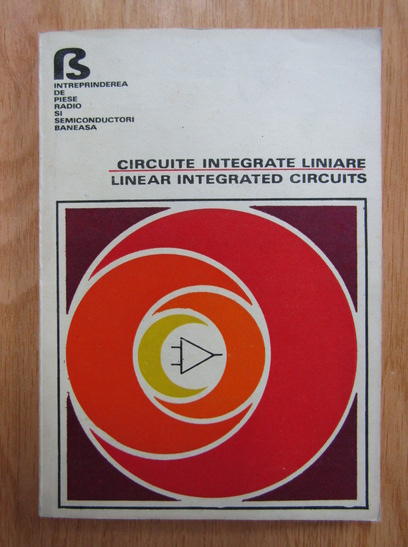 INTREPRINDEREA
DE
PIESE
RADIO
SI
SEMICONDUCTORI
BANEASA
CIRCUITE INTEGRATE LINIARE
LINEAR INTEGRATED CIRCUITS